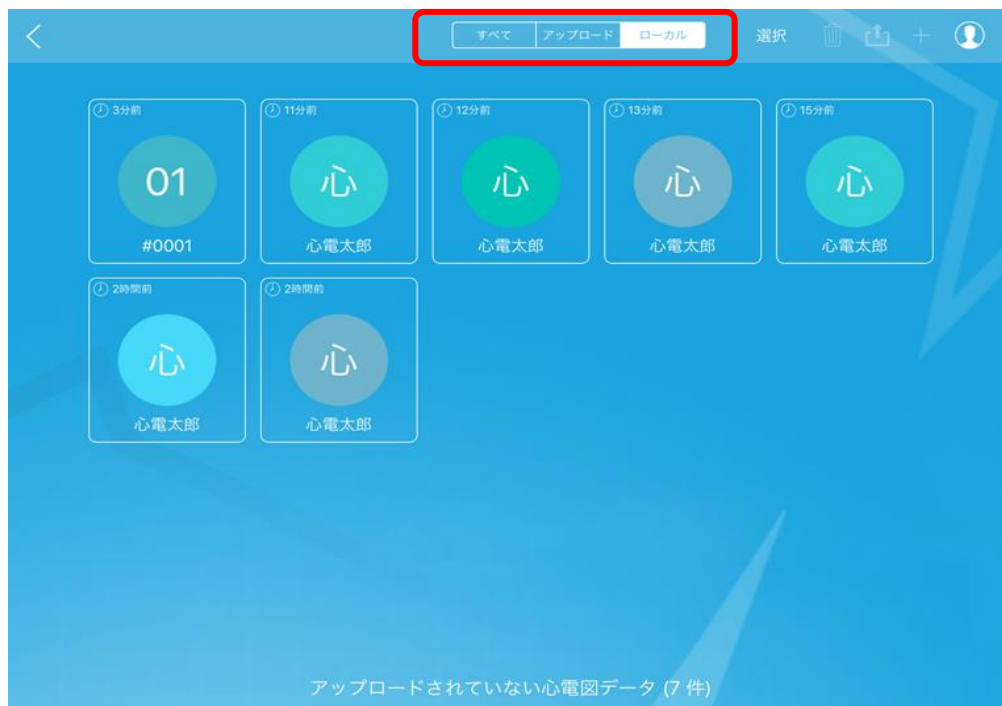 すべて アップロード ローカル 選択
3分前 11分前 12分前 13分前 15分前
01 心 心 心 心
#0001 心電太郎 心電太郎 心電太郎 心電太郎
2時間前 2時間前
心 心
心電太郎 心電太郎
アップロードされていない心電図データ (7 件)